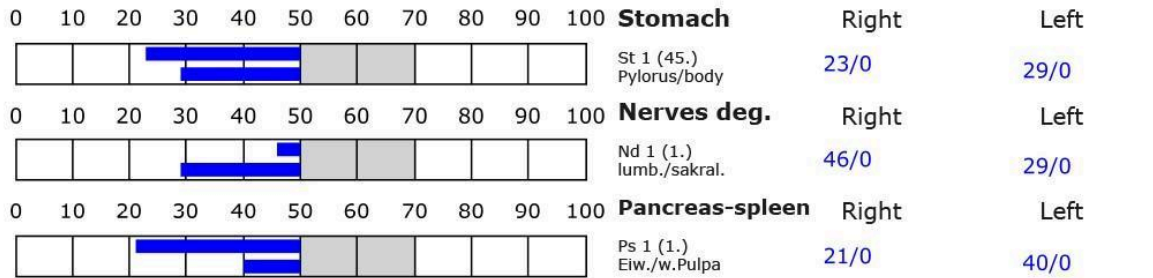 0 10 20 30 40 50 60 70 80 90 100 Stomach Right Left
St 1 (45.)
Pylorus/body
23/0 29/0
0 10 20 30 40 50 60 70 80 90 100 Nerves deg. Right Left
Nd 1 (1.)
lumb./sakral.
46/0 29/0
0 10 20 30 40 50 60 70 80 90 100 Pancreas-spleen Right Left
Ps 1 (1.)
Eiw./w.Pulpa
21/0 40/0